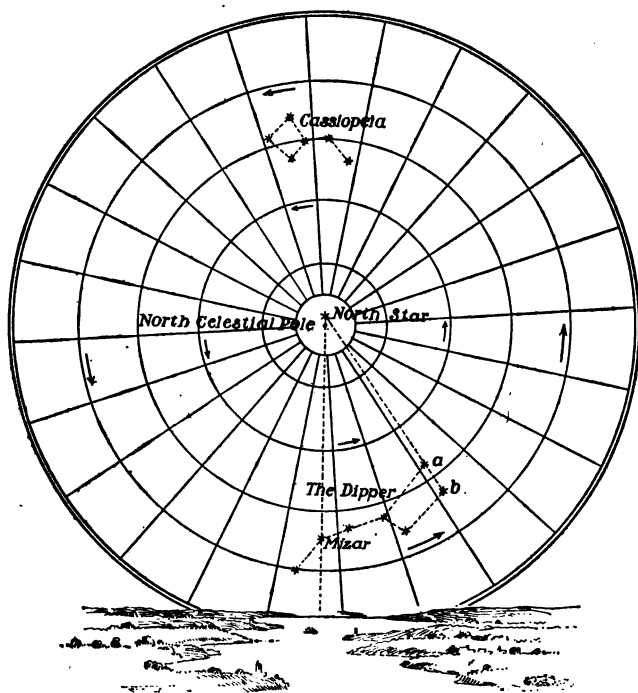 Cassiopeia
North Celestial Pole
North Star
a
b
The Dipper
Mizar